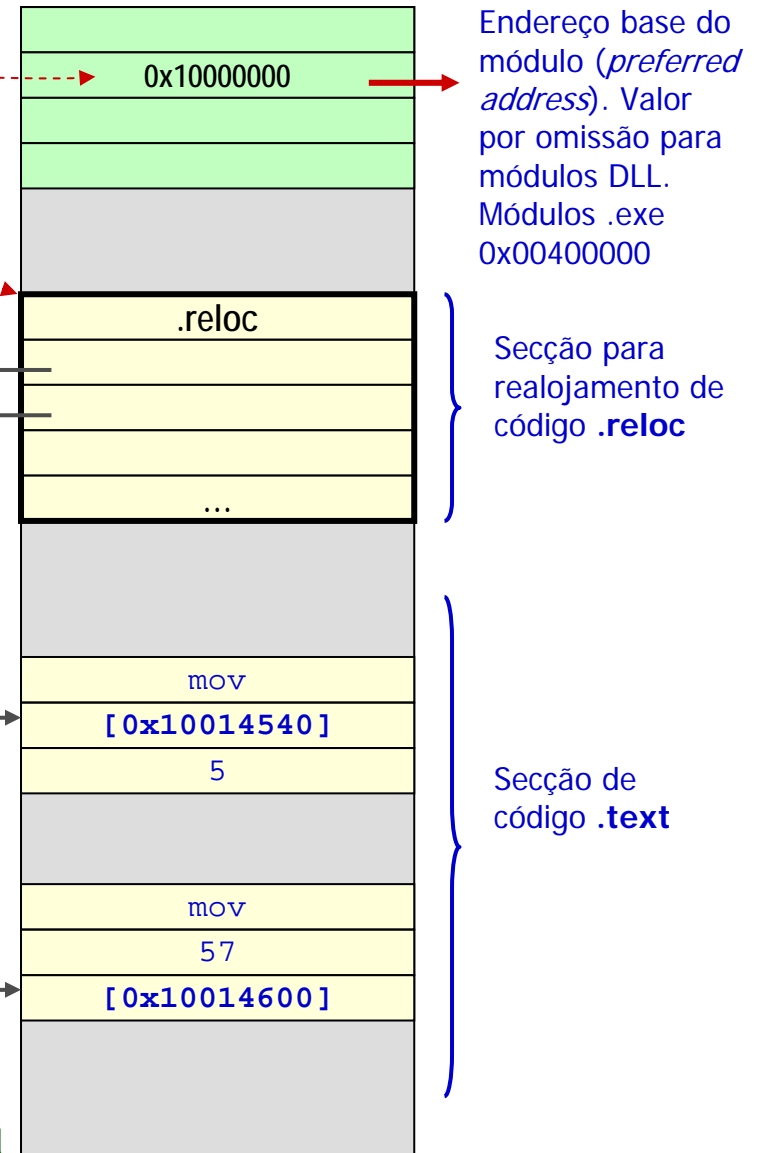 0x10000000
Endereço base do
módulo (preferred
address). Valor
por omissão para
módulos DLL.
Módulos .exe
0x00400000
.reloc
...
Secção para
realojamento de
código .reloc
mov
[0x10014540]
5
mov
57
[0x10014600]
Secção de
código .text